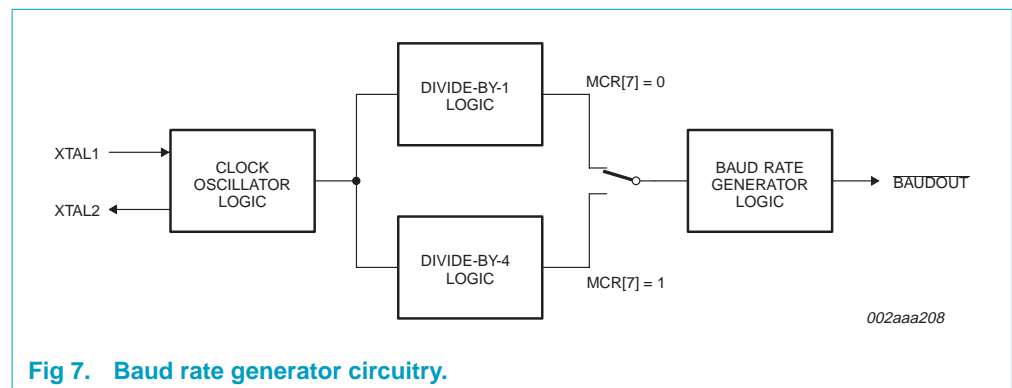 DIVIDE-BY-1
LOGIC
MCR[7] = 0
XTAL1
XTAL2
CLOCK
OSCILLATOR
LOGIC
BAUD RATE
GENERATOR
LOGIC
BAUDOUT
DIVIDE-BY-4
LOGIC
MCR[7] = 1
002aaa208
Fig 7. Baud rate generator circuitry.